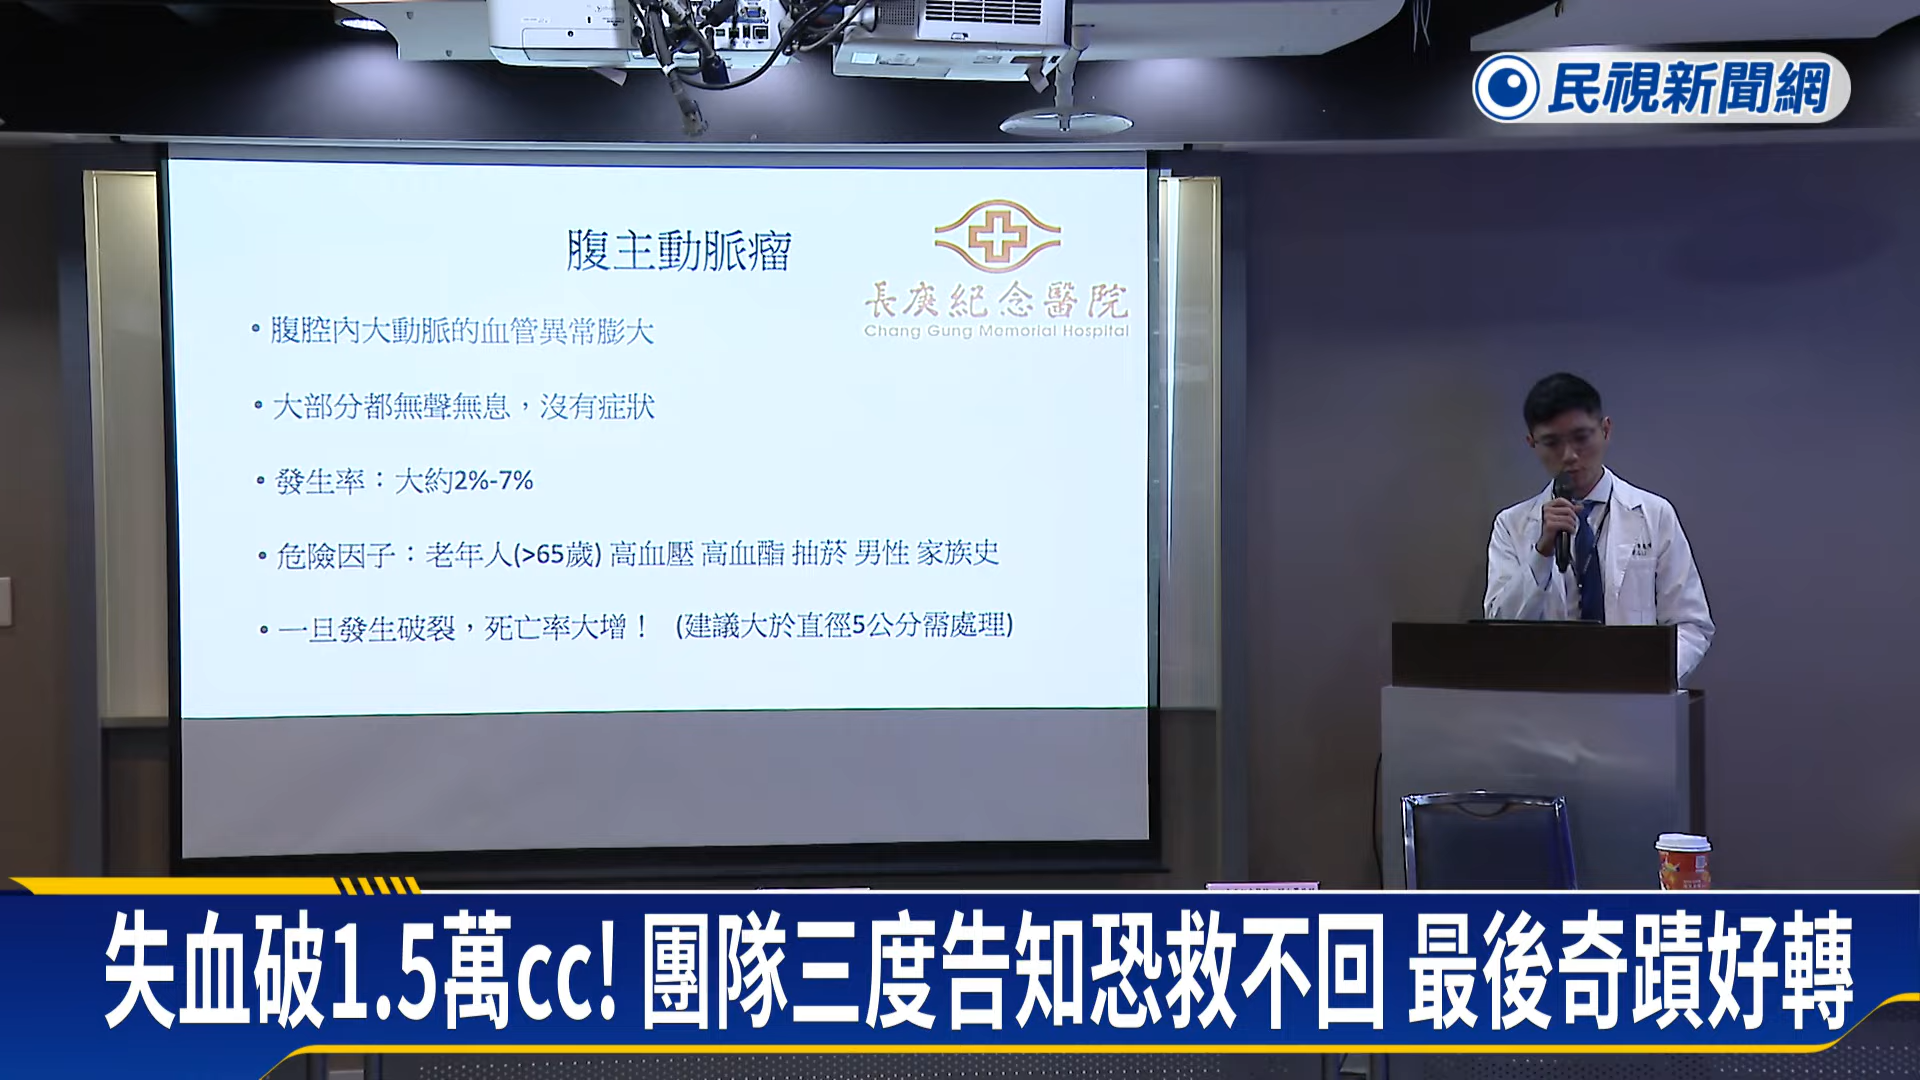 民視新聞網
腹主動脈瘤
長庚紀念醫院
Chang Gung Memorial Hospital
• 腹腔內大動脈的血管異常膨大
• 大部分都無聲無息，沒有症狀
• 發生率：大約2%-7%
• 危險因子：老年人(>65歲) 高血壓 高血酯 抽菸 男性 家族史
• 一旦發生破裂，死亡率大增！ (建議大於直徑5公分需處理)
失血破1.5萬cc! 團隊三度告知恐救不回 最後奇蹟好轉